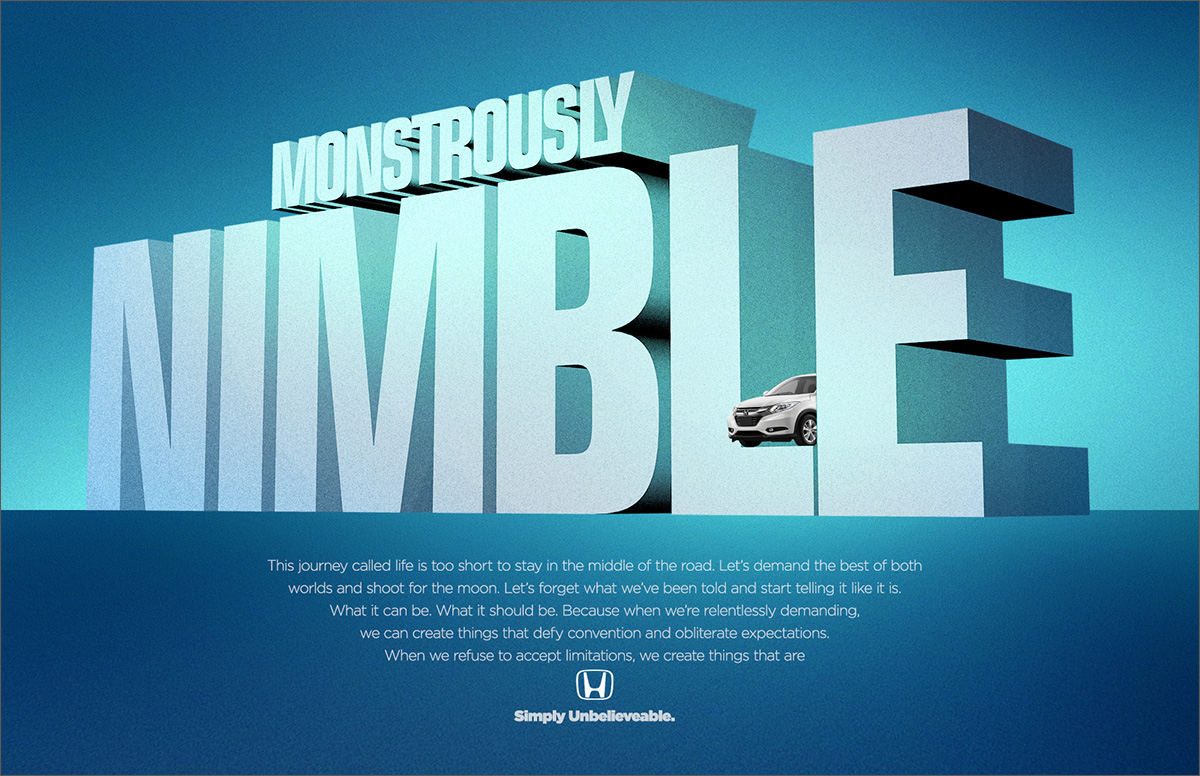 MONSTROUSLY
NIMBLE
This journey called life is too short to stay in the middle of the road. Let's demand the best of both
worlds and shoot for the moon. Let's forget what we've been told and start telling it like it is.
What it can be. What it should be. Because when we're relentlessly demanding,
we can create things that defy convention and obliterate expectations.
When we refuse to accept limitations, we create things that are
Simply Unbelieveable.